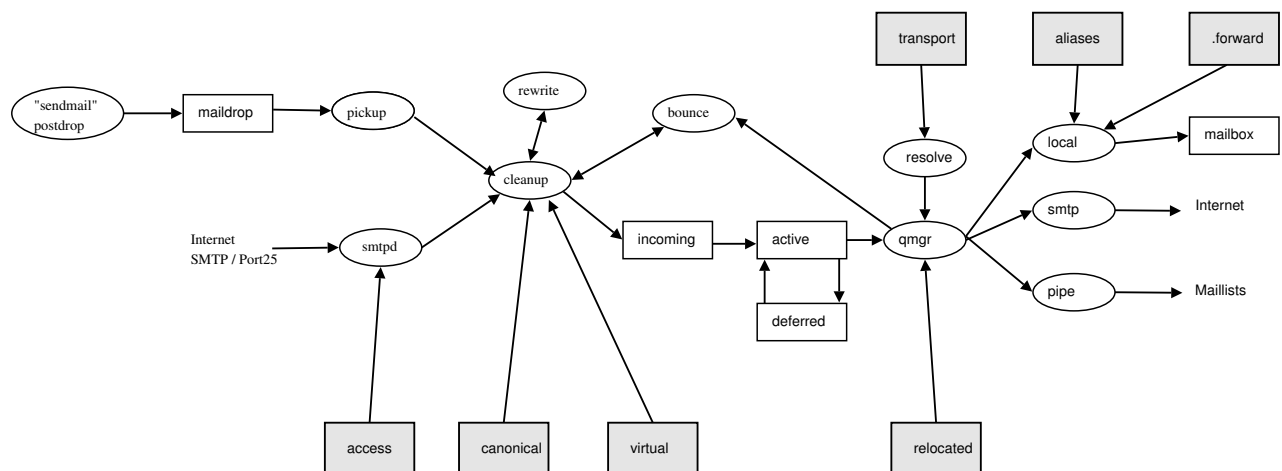 transport
aliases
.forward
"sendmail"
postdrop
maildrop
pickup
rewrite
bounce
resolve
local
mailbox
cleanup
smtp
Internet
Internet
SMTP / Port25
smtpd
incoming
active
qmgr
pipe
Maillists
deferred
access
canonical
virtual
relocated